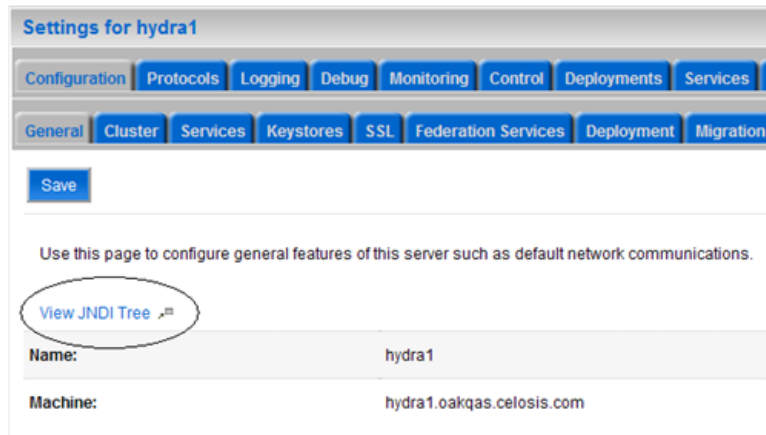 Settings for hydra1
Configuration Protocols Logging Debug Monitoring Control Deployments Services
General Cluster Services Keystores SSL Federation Services Deployment Migration
Save
Use this page to configure general features of this server such as default network communications.
View JNDI Tree
Name: hydra1
Machine: hydra1.oakqas.celosis.com